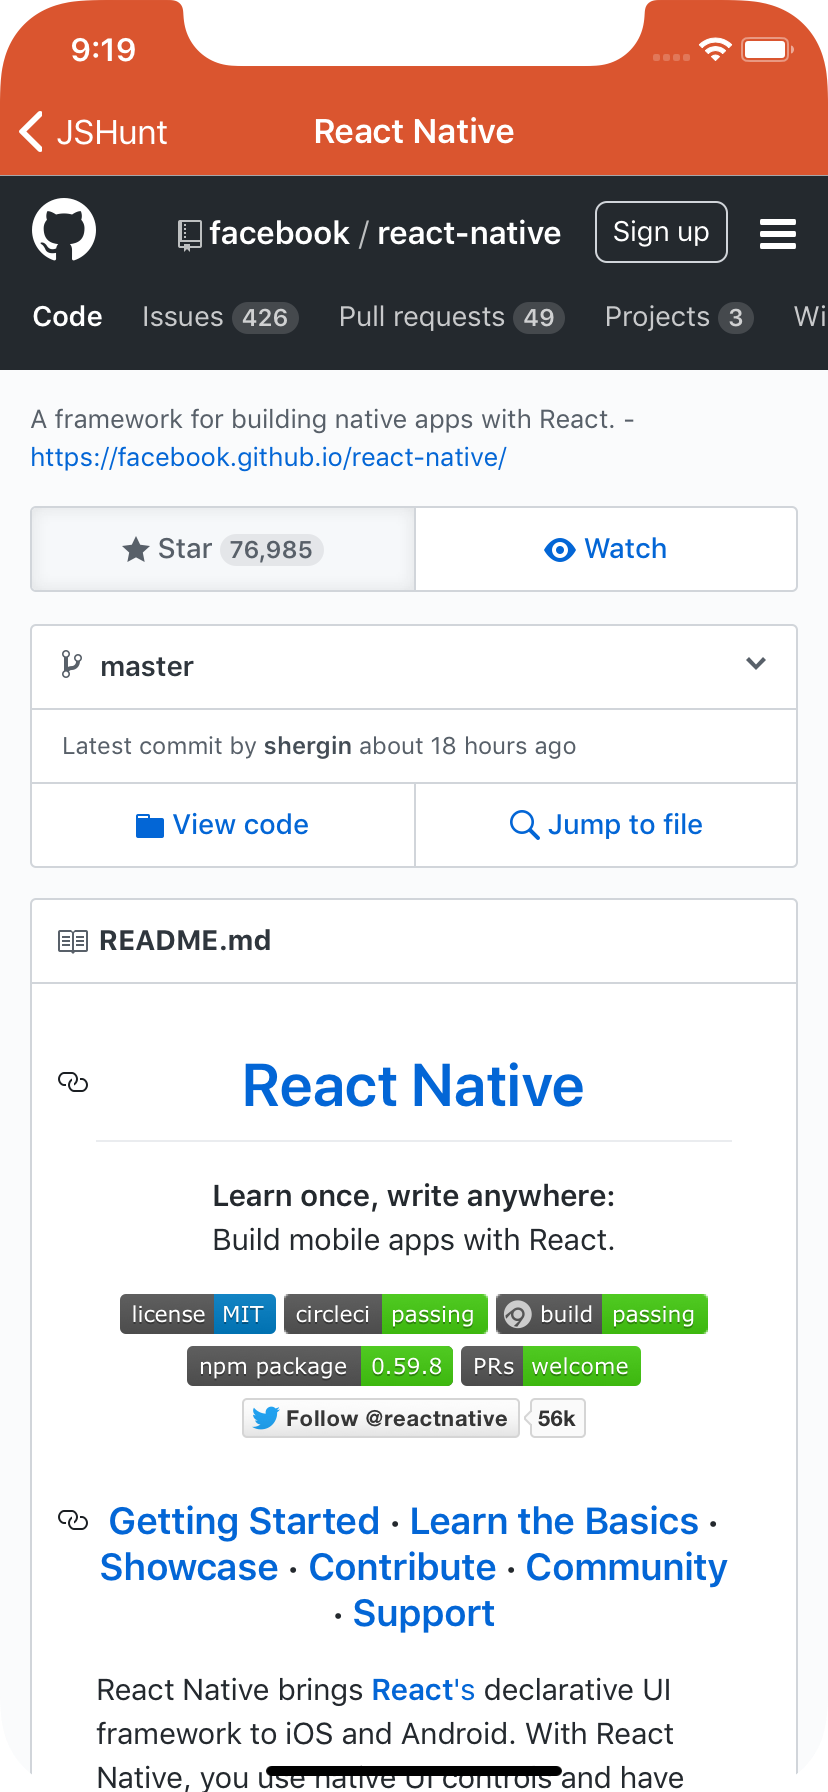 9:19
JSHunt React Native
facebook / react-native Sign up
Code Issues 426 Pull requests 49 Projects 3 Wi
A framework for building native apps with React. -
https://facebook.github.io/react-native/
Star 76,985 Watch
master
Latest commit by shergin about 18 hours ago
View code Jump to file
README.md
React Native
Learn once, write anywhere:
Build mobile apps with React.
license MIT circleci passing build passing
npm package 0.59.8 PRs welcome
Follow @reactnative 56k
Getting Started · Learn the Basics ·
Showcase · Contribute · Community
· Support
React Native brings React's declarative UI
framework to iOS and Android. With React
Native, you use native UI controls and have